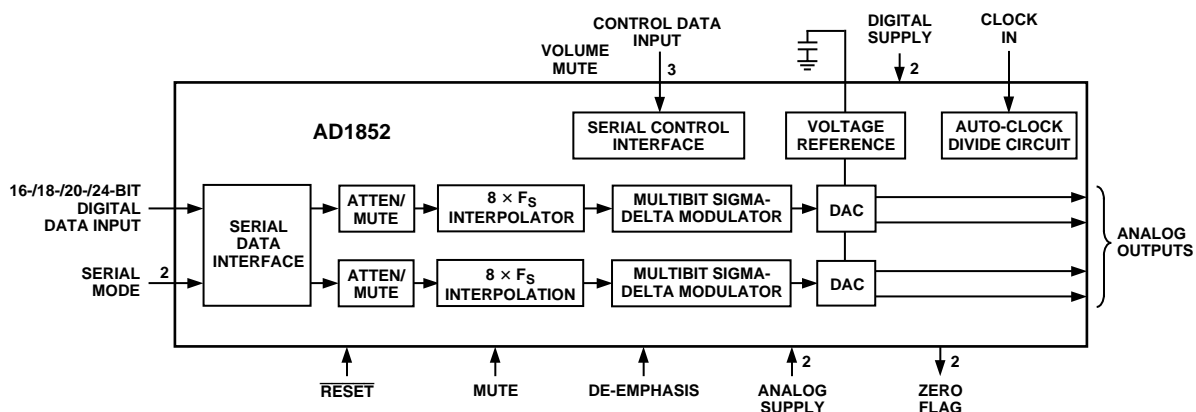 CONTROL DATA
INPUT
VOLUME
MUTE
3
DIGITAL
SUPPLY
2
CLOCK
IN
AD1852
SERIAL CONTROL
INTERFACE
VOLTAGE
REFERENCE
AUTO-CLOCK
DIVIDE CIRCUIT
16-/18-/20-/24-BIT
DIGITAL
DATA INPUT
SERIAL
MODE
2
SERIAL
DATA
INTERFACE
ATTEN/
MUTE
8 × FS
INTERPOLATOR
MULTIBIT SIGMA-
DELTA MODULATOR
DAC
ATTEN/
MUTE
8 × FS
INTERPOLATION
MULTIBIT SIGMA-
DELTA MODULATOR
DAC
ANALOG
OUTPUTS
RESET
MUTE
DE-EMPHASIS
2
ANALOG
SUPPLY
2
ZERO
FLAG